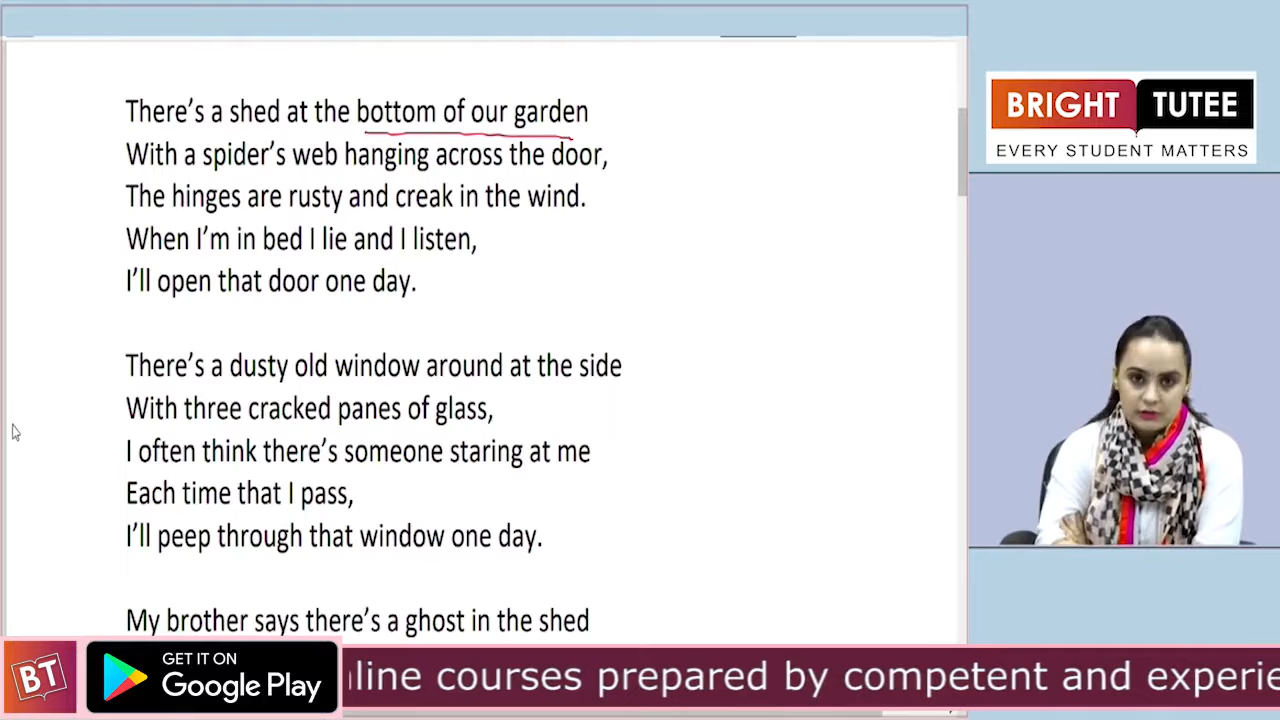 There's a shed at the bottom of our garden
With a spider's web hanging across the door,
The hinges are rusty and creak in the wind.
When I'm in bed I lie and I listen,
I'll open that door one day.
There's a dusty old window around at the side
With three cracked panes of glass,
I often think there's someone staring at me
Each time that I pass,
I'll peep through that window one day.
My brother says there's a ghost in the shed
BRIGHT TUTEE
EVERY STUDENT MATTERS
BT
GET IT ON
Google Play
line courses prepared by competent and experie